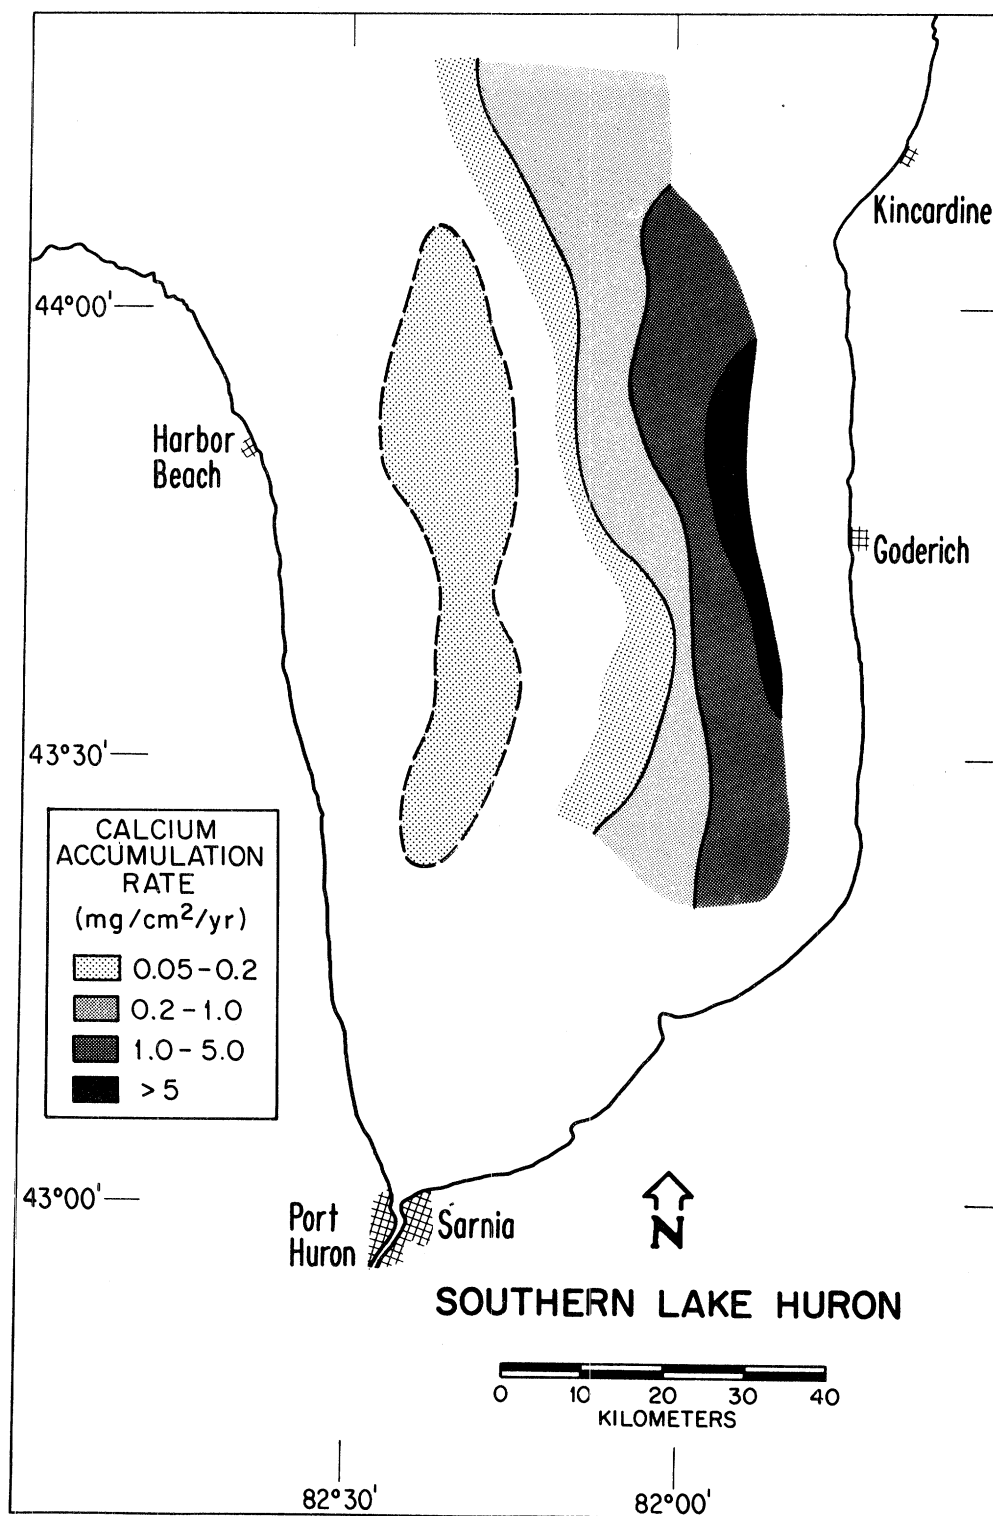 Kincardine
44°00'
Harbor
Beach
Goderich
43°30'
CALCIUM
ACCUMULATION
RATE
(mg/cm²/yr)
0.05-0.2
0.2-1.0
1.0-5.0
>5
43°00'
Port
Huron
Sarnia
N
SOUTHERN LAKE HURON
0 10 20 30 40
KILOMETERS
82°30'
82°00'